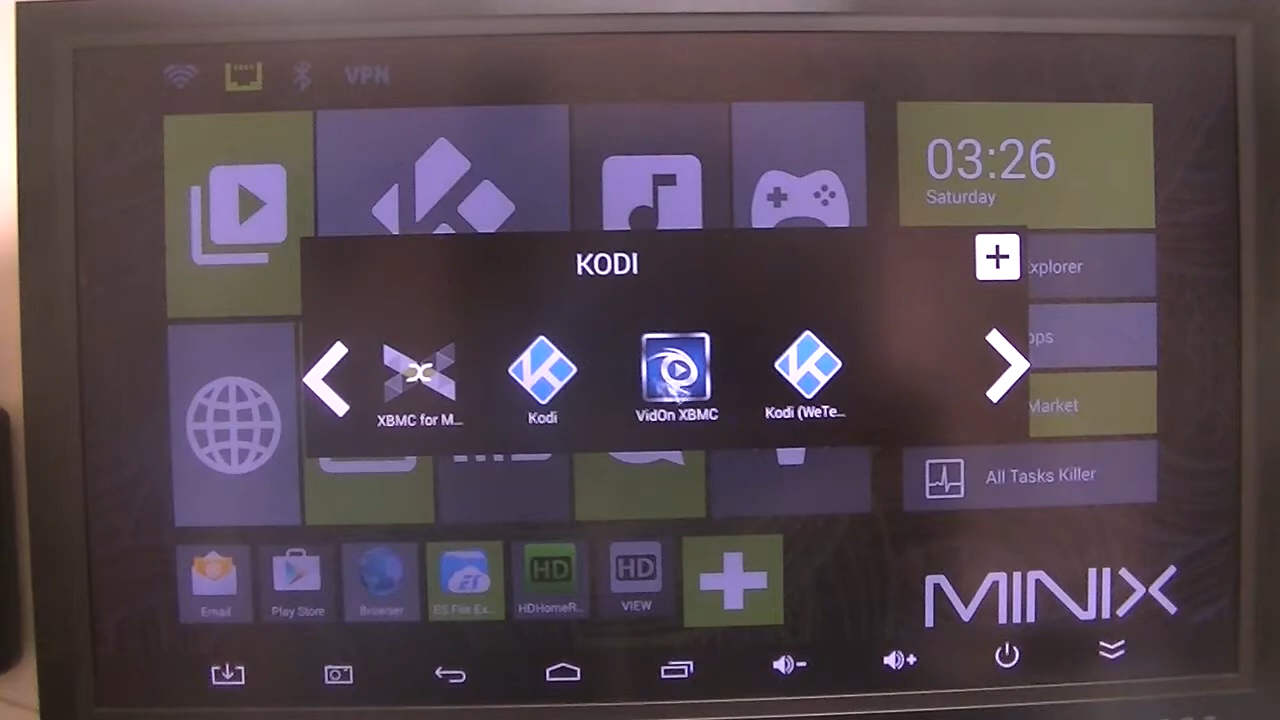 VPN
03:26
Saturday
KODI
XBMC for M...
Kodi
VidOn XBMC
Kodi (WeTe...
xplorer
ps
Market
All Tasks Killer
Email
Play Store
Browser
ES File Ex...
HD
HDHomeR...
HD
VIEW
MINIX